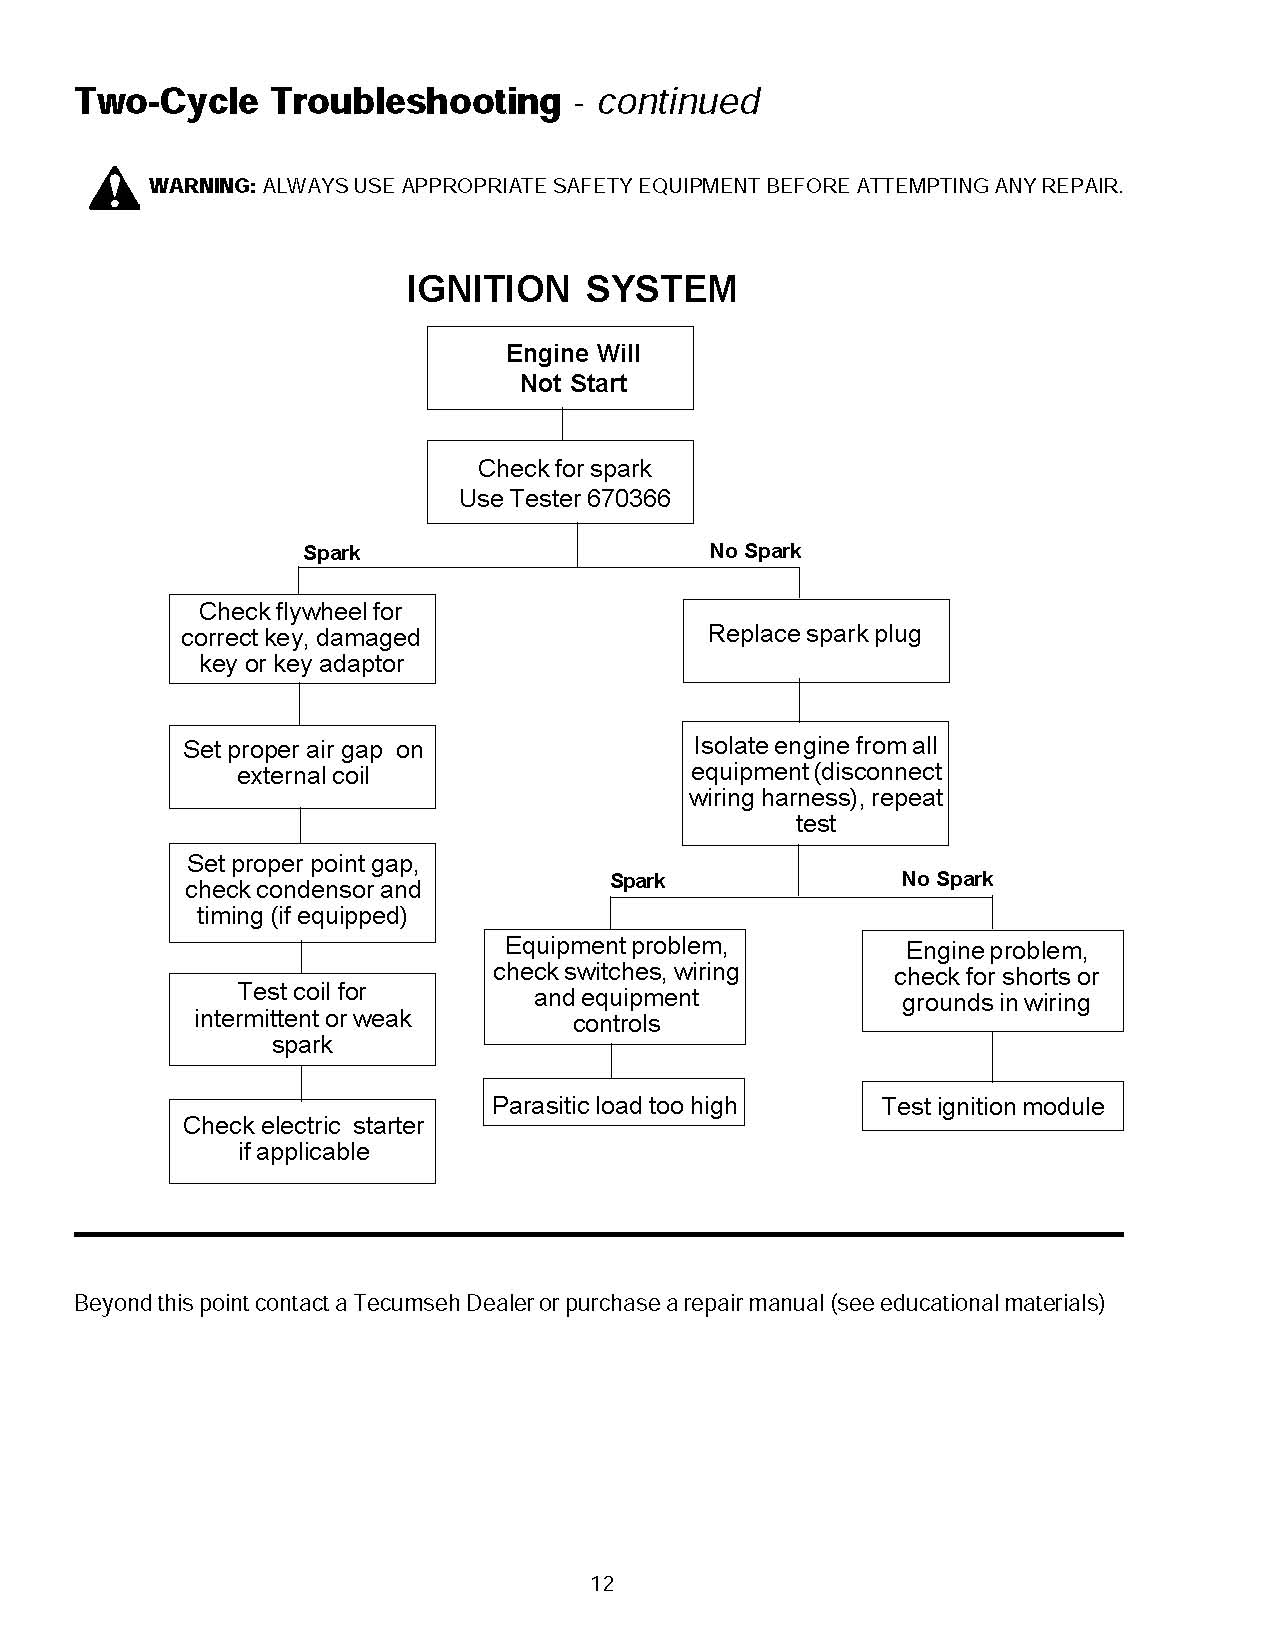 Two-Cycle Troubleshooting - continued
WARNING: ALWAYS USE APPROPRIATE SAFETY EQUIPMENT BEFORE ATTEMPTING ANY REPAIR.
IGNITION SYSTEM
Engine Will
Not Start
Check for spark
Use Tester 670366
Spark
No Spark
Check flywheel for
correct key, damaged
key or key adaptor
Set proper air gap on
external coil
Set proper point gap,
check condensor and
timing (if equipped)
Test coil for
intermittent or weak
spark
Check electric starter
if applicable
Replace spark plug
Isolate engine from all
equipment (disconnect
wiring harness), repeat
test
Spark
No Spark
Equipment problem,
check switches, wiring
and equipment
controls
Parasitic load too high
Engine problem,
check for shorts or
grounds in wiring
Test ignition module
Beyond this point contact a Tecumseh Dealer or purchase a repair manual (see educational materials)
12